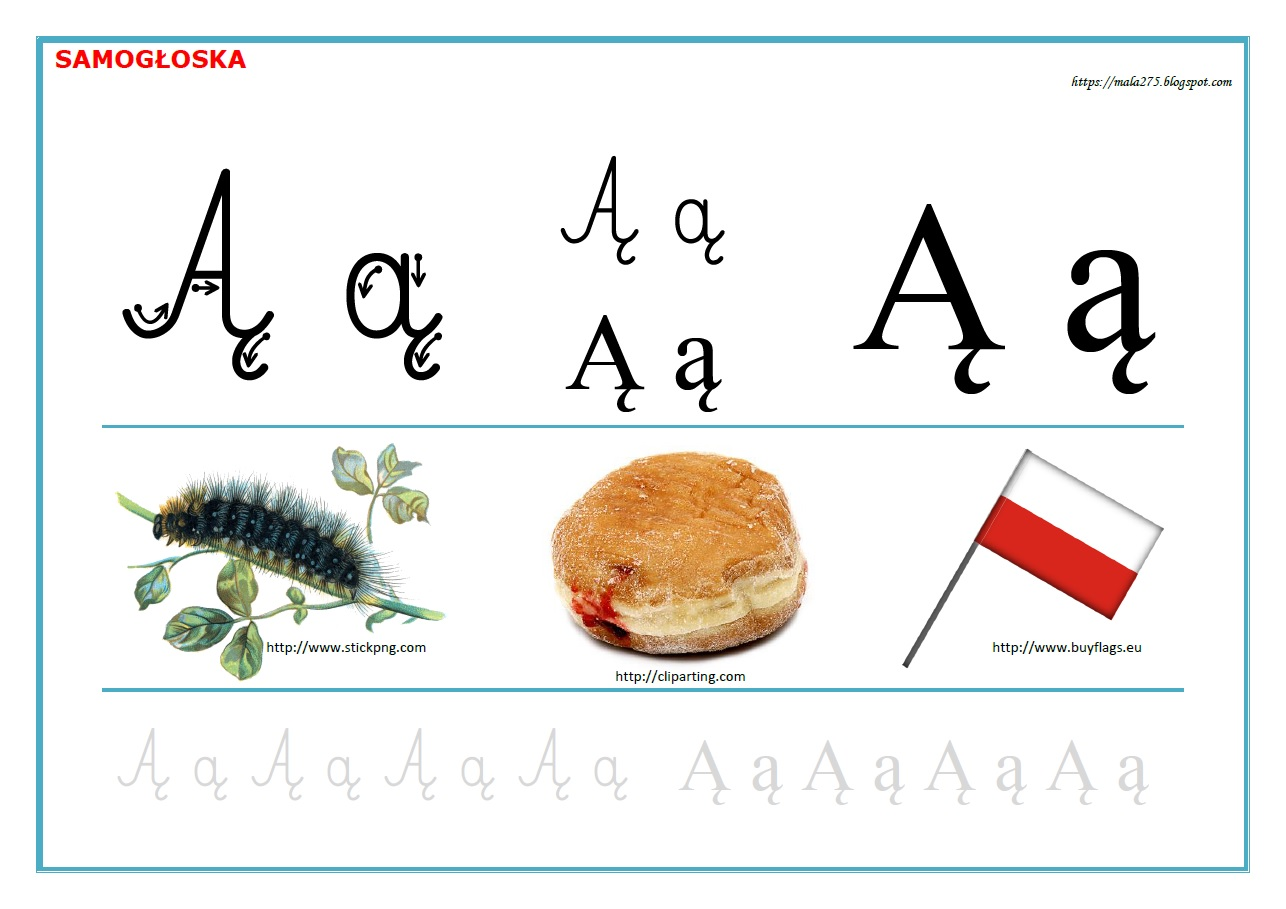 SAMOGŁOSKA
https://mala275.blogspot.com
Ą ą
Ą ą
Ą ą
Ą ą
http://www.stickpng.com
http://cliparting.com
http://www.buyflags.eu
Ą ą Ą ą Ą ą Ą ą Ą ą Ą ą Ą ą Ą ą